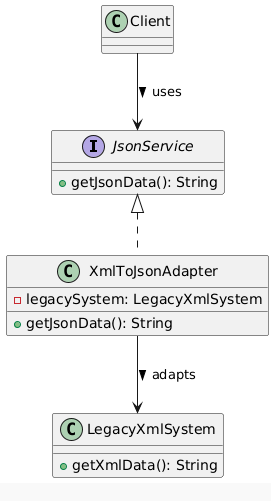 C Client
uses
I JsonService
getJsonData(): String
C XmlToJsonAdapter
legacySystem: LegacyXmlSystem
getJsonData(): String
adapts
C LegacyXmlSystem
getXmlData(): String